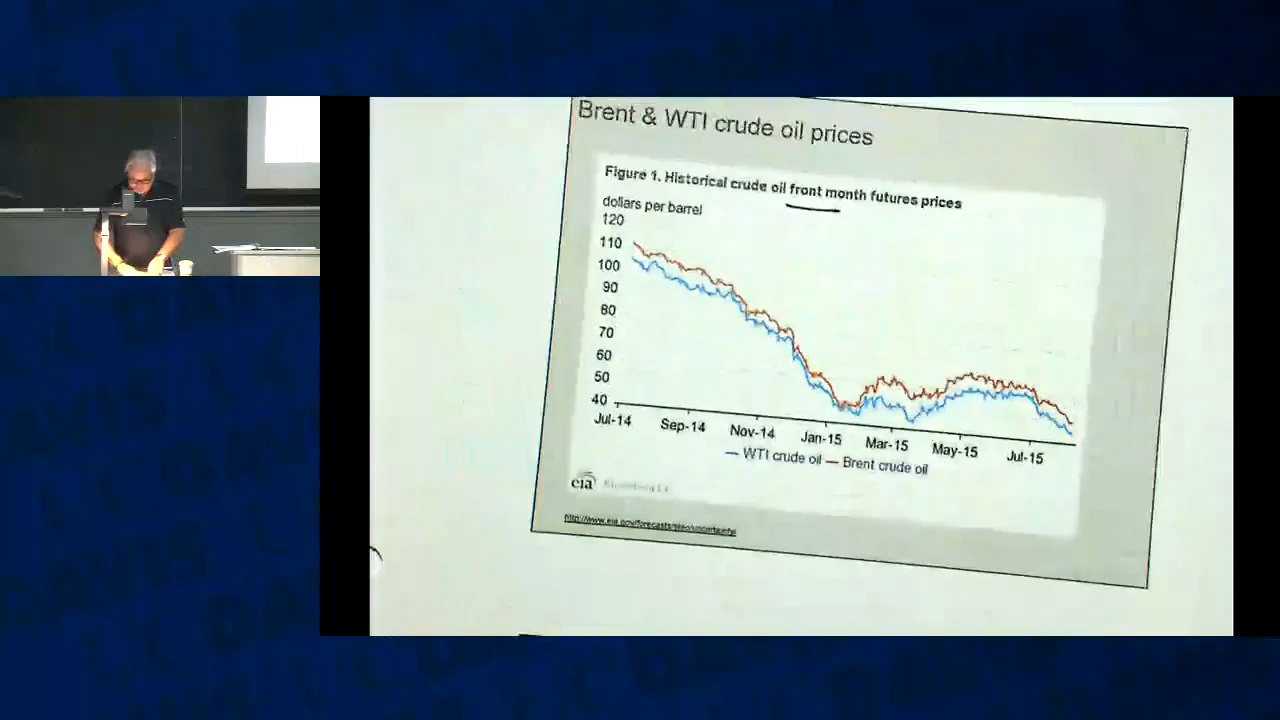 Brent & WTI crude oil prices
Figure 1. Historical crude oil front month futures prices
dollars per barrel
120
110
100
90
80
70
60
50
40
Jul-14 Sep-14 Nov-14 Jan-15 Mar-15 May-15 Jul-15
WTI crude oil Brent crude oil
eia